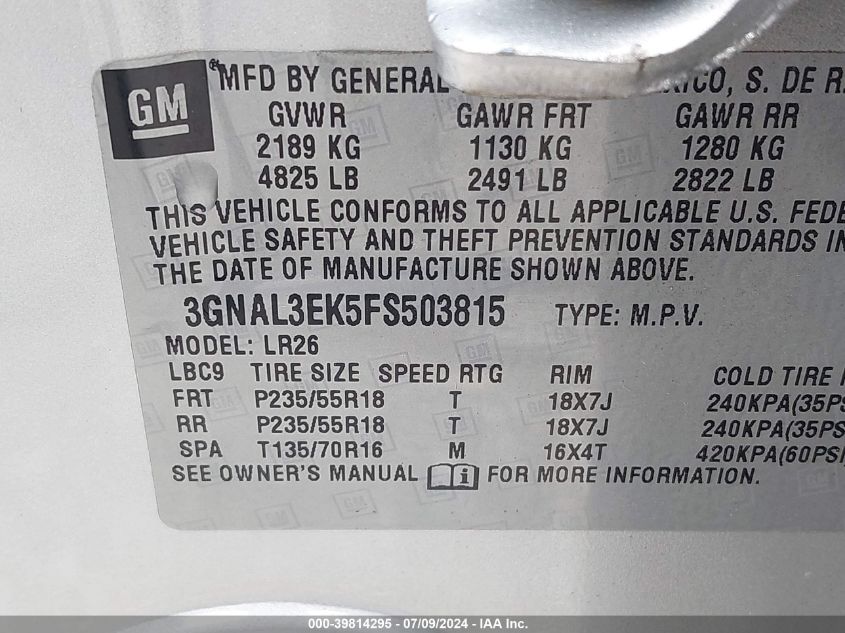 GM
MFD BY GENERAL
ICO, S. DE R.
GVWR GAWR FRT GAWR RR
2189 KG 1130 KG 1280 KG
4825 LB 2491 LB 2822 LB
THIS VEHICLE CONFORMS TO ALL APPLICABLE U.S. FEDE
VEHICLE SAFETY AND THEFT PREVENTION STANDARDS IN
THE DATE OF MANUFACTURE SHOWN ABOVE.
3GNAL3EK5FS503815 TYPE: M.P.V.
MODEL: LR26
LBC9 TIRE SIZE SPEED RTG RIM COLD TIRE
FRT P235/55R18 T 18X7J 240KPA(35PS
RR P235/55R18 T 18X7J 240KPA(35PS
SPA T135/70R16 M 16X4T 420KPA(60PSI
SEE OWNER'S MANUAL i FOR MORE INFORMATION.
000-39814295 - 07/09/2024 - IAA Inc.